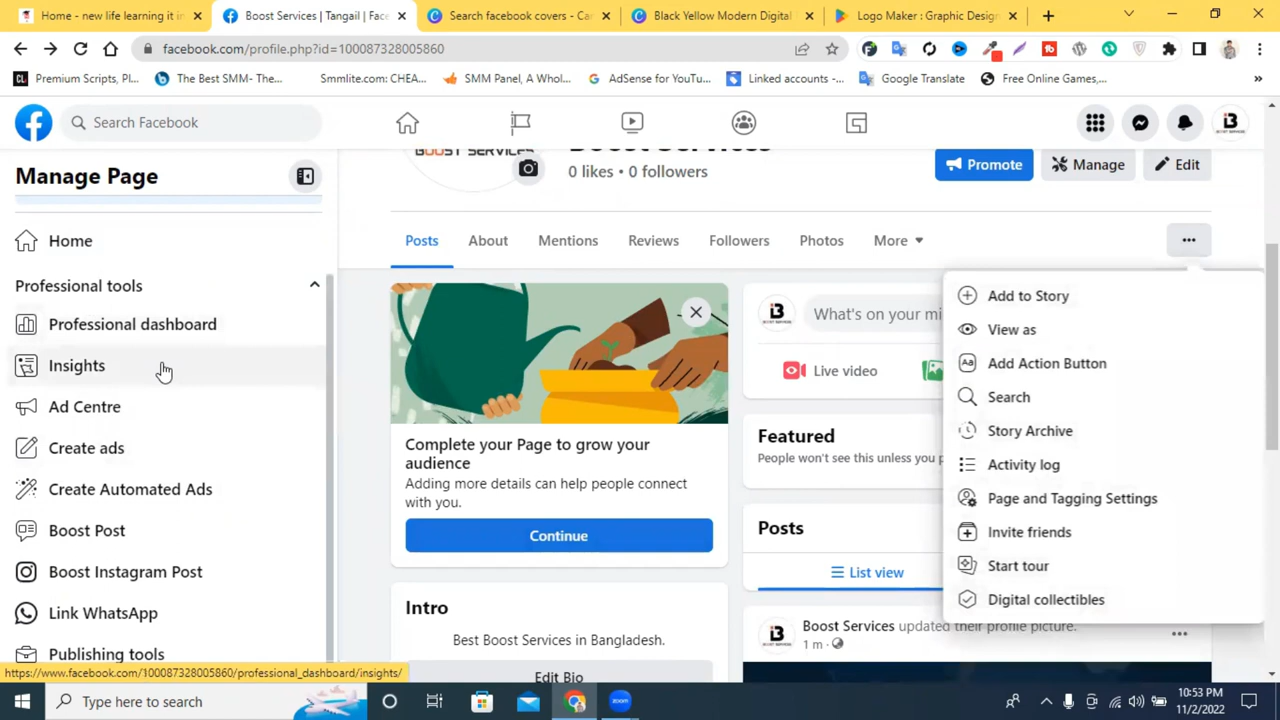 Home - new life learning it in
Boost Services | Tangail | Face
Search facebook covers - Can
Black Yellow Modern Digital
Logo Maker : Graphic Design
facebook.com/profile.php?id=100087328005860
Premium Scripts, Pl...
The Best SMM- The...
Smmlite.com: CHEA...
SMM Panel, A Whol...
AdSense for YouTu...
Linked accounts -...
Google Translate
Free Online Games,...
Search Facebook
Manage Page
Home
Professional tools
Professional dashboard
Insights
Ad Centre
Create ads
Create Automated Ads
Boost Post
Boost Instagram Post
Link WhatsApp
Publishing tools
https://www.facebook.com/100087328005860/professional_dashboard/insights/
BOOST SERVICES
Boost Services
0 likes • 0 followers
Promote
Manage
Edit
Posts
About
Mentions
Reviews
Followers
Photos
More
Complete your Page to grow your
audience
Adding more details can help people connect
with you.
Continue
Intro
Best Boost Services in Bangladesh.
Edit Bio
What's on your mi
Live video
Featured
People won't see this unless you p
Posts
List view
Boost Services updated their profile picture.
1 m
Add to Story
View as
Add Action Button
Search
Story Archive
Activity log
Page and Tagging Settings
Invite friends
Start tour
Digital collectibles
Type here to search
zoom
10:53 PM
11/2/2022